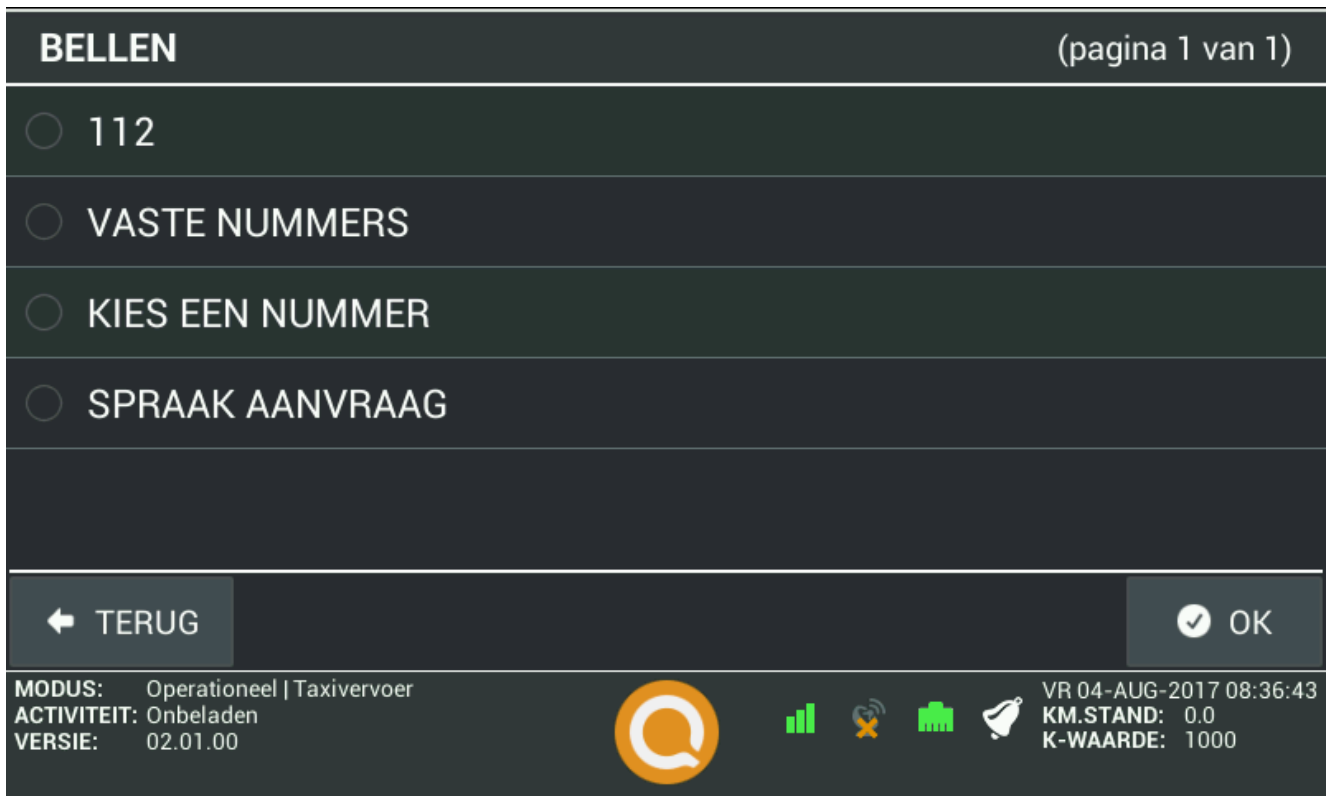 BELLEN (pagina 1 van 1)
112
VASTE NUMMERS
KIES EEN NUMMER
SPRAAK AANVRAAG
TERUG OK
MODUS: Operationeel | Taxivervoer
ACTIVITEIT: Onbeladen
VERSIE: 02.01.00
VR 04-AUG-2017 08:36:43
KM.STAND: 0.0
K-WAARDE: 1000